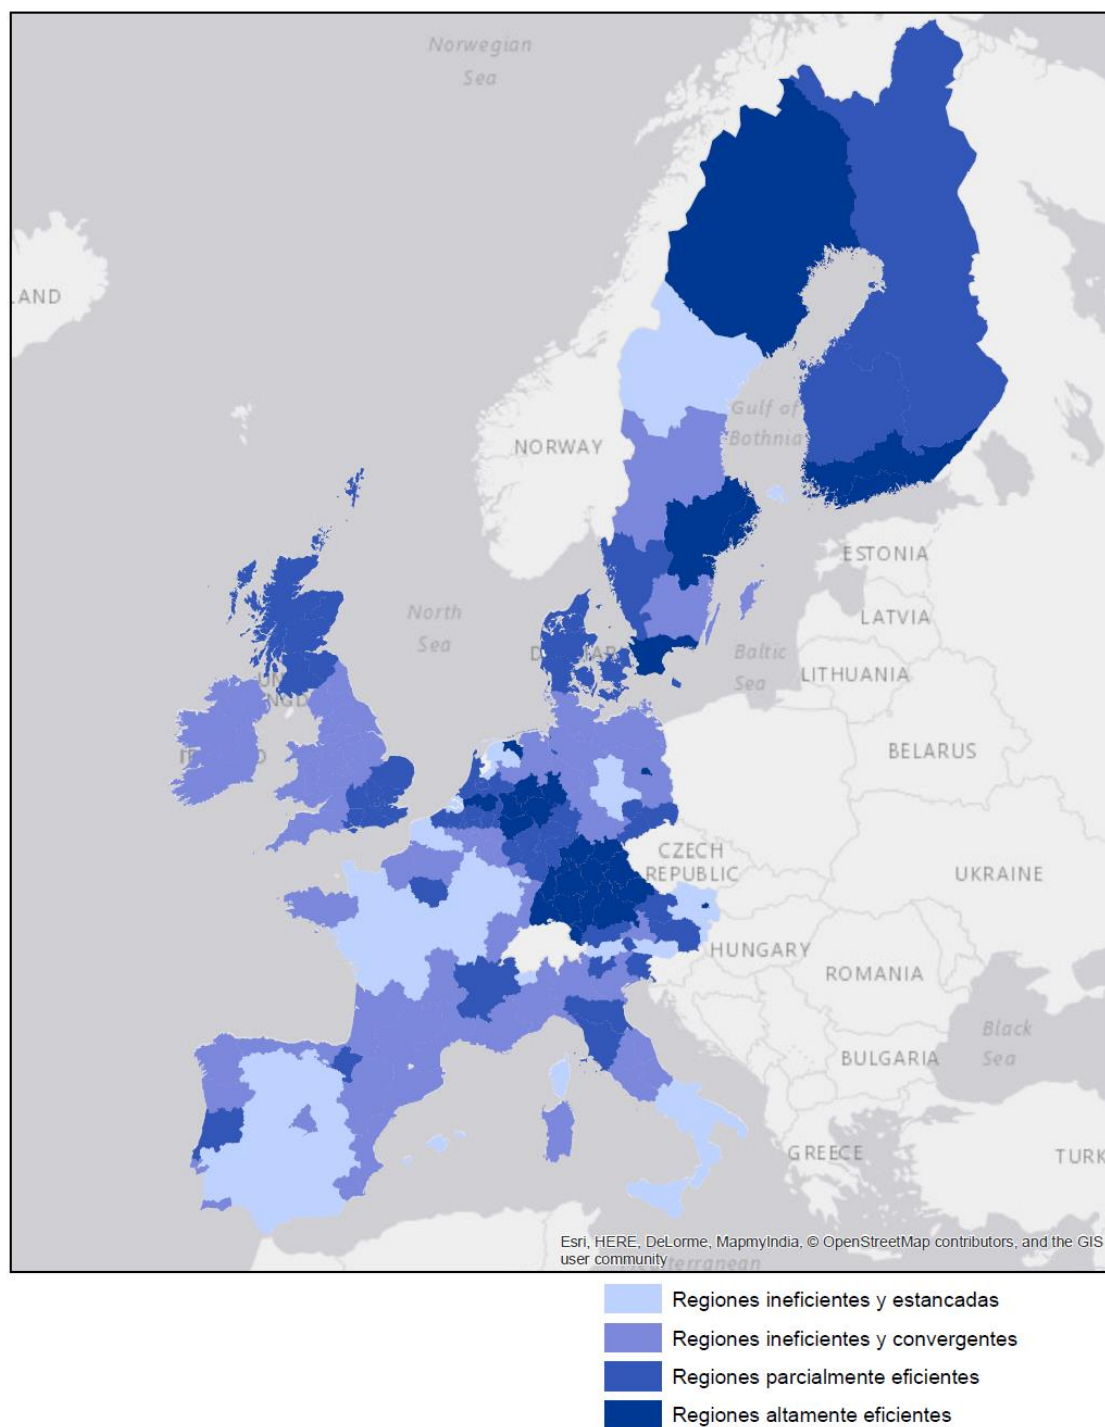 Norwegian
Sea
LAND
NORWAY
Gulf of
Bothnia
ESTONIA
LATVIA
LITHUANIA
North
Sea
Baltic
Sea
BELARUS
CZECH
REPUBLIC
UKRAINE
HUNGARY
ROMANIA
Black
Sea
BULGARIA
GREECE
TURK
Esri, HERE, DeLorme, MapmyIndia, © OpenStreetMap contributors, and the GIS
user community
Regiones ineficientes y estancadas
Regiones ineficientes y convergentes
Regiones parcialmente eficientes
Regiones altamente eficientes